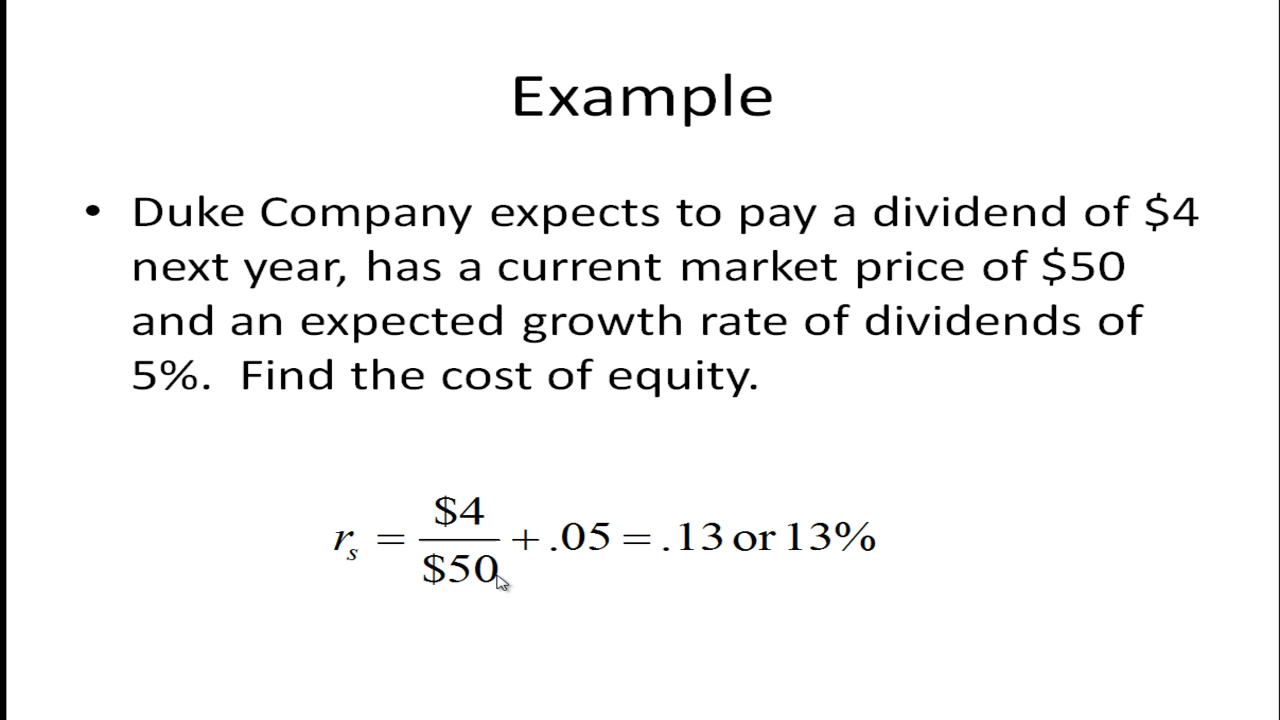 Example
• Duke Company expects to pay a dividend of $4
next year, has a current market price of $50
and an expected growth rate of dividends of
5%.  Find the cost of equity.
rₛ = $4/$50 + .05 = .13 or 13%